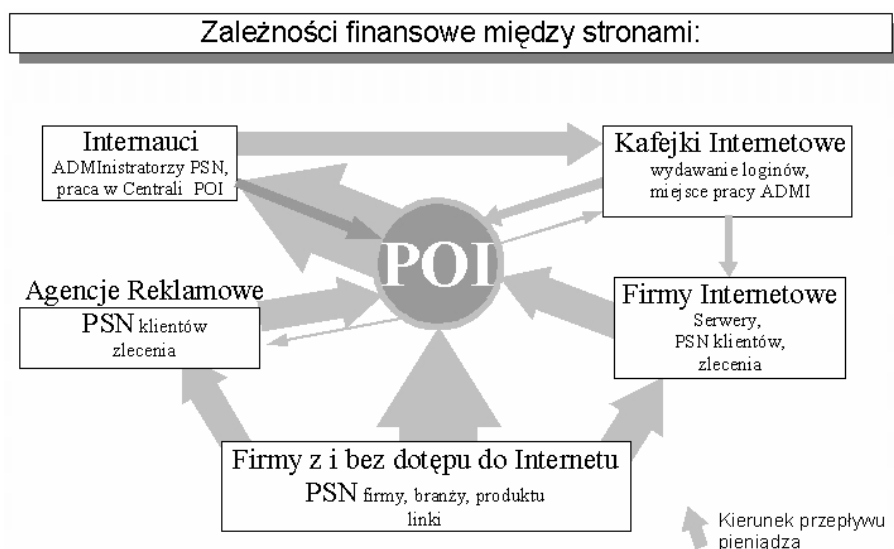 Zależności finansowe między stronami:
Internauci
ADMInistratorzy PSN,
praca w Centrali POI
Kafejki Internetowe
wydawanie loginów,
miejsce pracy ADMI
POI
Agencje Reklamowe
PSN klientów
zlecenia
Firmy Internetowe
Serwery,
PSN klientów,
zlecenia
Firmy z i bez dotępu do Internetu
PSN firmy, branży, produktu
linki
Kierunek przepływu
pieniądza